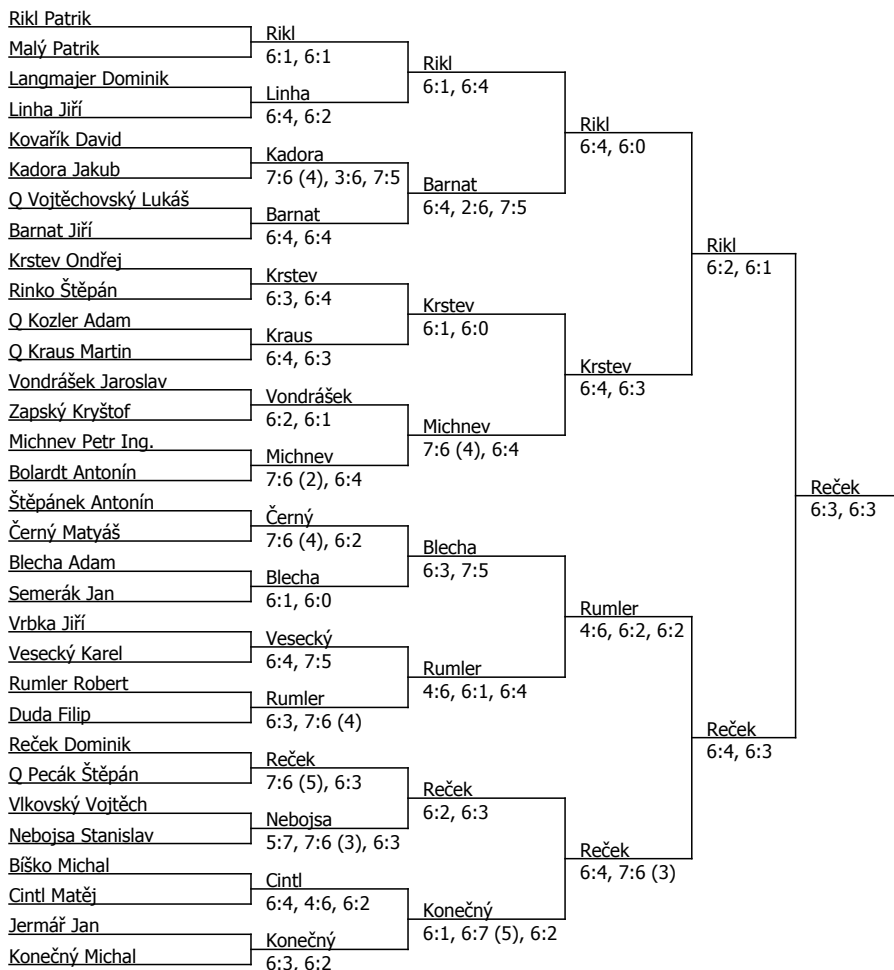 Rikl Patrik
Malý Patrik
Langmajer Dominik
Linha Jiří
Kovařík David
Kadora Jakub
Q Vojtěchovský Lukáš
Barnat Jiří
Krstev Ondřej
Rinko Štěpán
Q Kozler Adam
Q Kraus Martin
Vondrášek Jaroslav
Zapský Kryštof
Michnev Petr Ing.
Bolardt Antonín
Štěpánek Antonín
Černý Matyáš
Blecha Adam
Semerák Jan
Vrbka Jiří
Vesecký Karel
Rumler Robert
Duda Filip
Reček Dominik
Q Pecák Štěpán
Vlkovský Vojtěch
Nebojsa Stanislav
Bíško Michal
Cintl Matěj
Jermář Jan
Konečný Michal
Rikl
6:1, 6:1
Linha
6:4, 6:2
Kadora
7:6 (4), 3:6, 7:5
Barnat
6:4, 6:4
Krstev
6:3, 6:4
Kraus
6:4, 6:3
Vondrášek
6:2, 6:1
Michnev
7:6 (2), 6:4
Černý
7:6 (4), 6:2
Blecha
6:1, 6:0
Vesecký
6:4, 7:5
Rumler
6:3, 7:6 (4)
Reček
7:6 (5), 6:3
Nebojsa
5:7, 7:6 (3), 6:3
Cintl
6:4, 4:6, 6:2
Konečný
6:3, 6:2
Rikl
6:1, 6:4
Barnat
6:4, 2:6, 7:5
Krstev
6:1, 6:0
Michnev
7:6 (4), 6:4
Blecha
6:3, 7:5
Rumler
4:6, 6:1, 6:4
Reček
6:2, 6:3
Konečný
6:1, 6:7 (5), 6:2
Rikl
6:4, 6:0
Krstev
6:4, 6:3
Rumler
4:6, 6:2, 6:2
Reček
6:4, 7:6 (3)
Rikl
6:2, 6:1
Reček
6:4, 6:3
Reček
6:3, 6:3